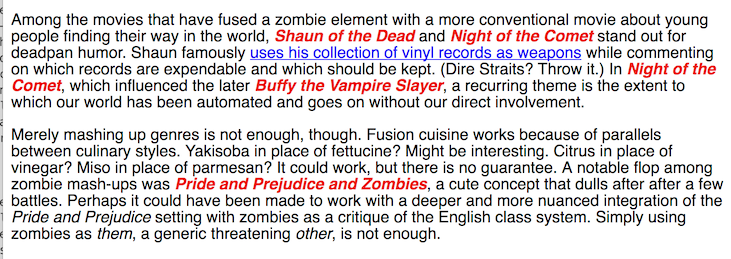 Among the movies that have fused a zombie element with a more conventional movie about young
people finding their way in the world, Shaun of the Dead and Night of the Comet stand out for
deadpan humor. Shaun famously uses his collection of vinyl records as weapons while commenting
on which records are expendable and which should be kept. (Dire Straits? Throw it.) In Night of the
Comet, which influenced the later Buffy the Vampire Slayer, a recurring theme is the extent to
which our world has been automated and goes on without our direct involvement.
Merely mashing up genres is not enough, though. Fusion cuisine works because of parallels
between culinary styles. Yakisoba in place of fettucine? Might be interesting. Citrus in place of
vinegar? Miso in place of parmesan? It could work, but there is no guarantee. A notable flop among
zombie mash-ups was Pride and Prejudice and Zombies, a cute concept that dulls after after a few
battles. Perhaps it could have been made to work with a deeper and more nuanced integration of the
Pride and Prejudice setting with zombies as a critique of the English class system. Simply using
zombies as them, a generic threatening other, is not enough.